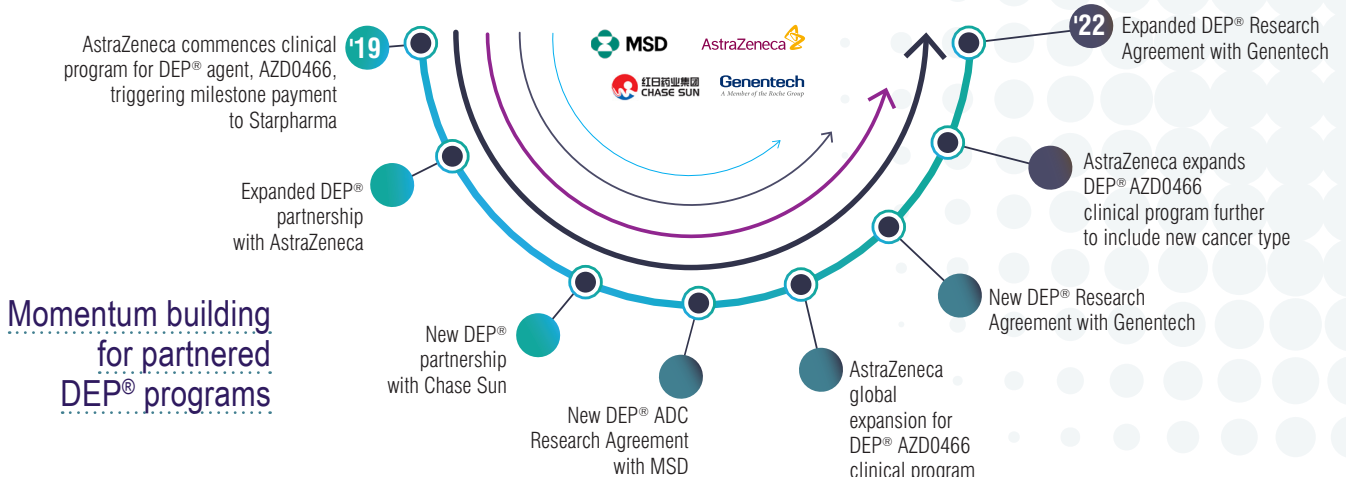 AstraZeneca commences clinical
program for DEP® agent, AZD0466,
triggering milestone payment
to Starpharma
'19
Expanded DEP®
partnership
with AstraZeneca
New DEP®
partnership
with Chase Sun
New DEP® ADC
Research Agreement
with MSD
AstraZeneca
global
expansion for
DEP® AZD0466
clinical program
New DEP® Research
Agreement with Genentech
AstraZeneca expands
DEP® AZD0466
clinical program further
to include new cancer type
'22
Expanded DEP® Research
Agreement with Genentech
MSD
AstraZeneca
红日药业集团
CHASE SUN
Genentech
A Member of the Roche Group
Momentum building
for partnered
DEP® programs